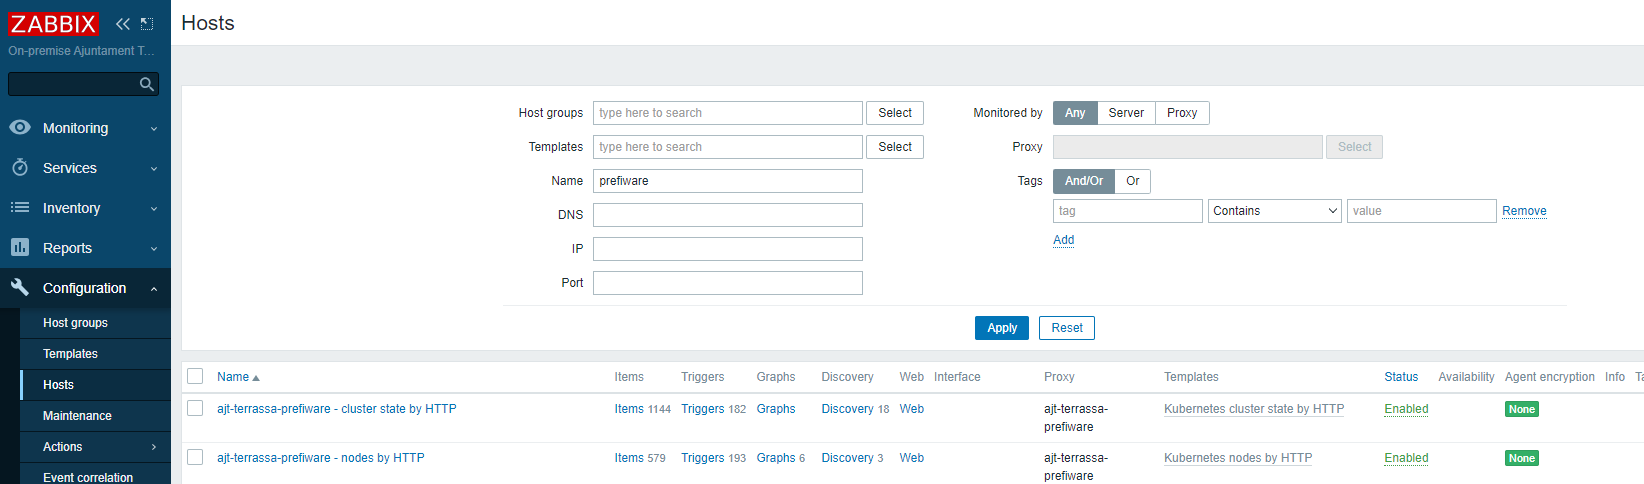 ZABBIX
On-premise Ajuntament T...
Monitoring
Services
Inventory
Reports
Configuration
Host groups
Templates
Hosts
Maintenance
Actions
Event correlation
Hosts
Host groups type here to search Select
Templates type here to search Select
Name prefiware
DNS
IP
Port
Monitored by Any Server Proxy
Proxy Select
Tags And/Or Or
tag Contains value Remove
Add
Apply Reset
Name Items Triggers Graphs Discovery Web Interface Proxy Templates Status Availability Agent encryption Info Ta
ajt-terrassa-prefiware - cluster state by HTTP Items 1144 Triggers 182 Graphs Discovery 18 Web ajt-terrassa- Kubernetes cluster state by HTTP Enabled None
prefiware
ajt-terrassa-prefiware - nodes by HTTP Items 579 Triggers 193 Graphs 6 Discovery 3 Web ajt-terrassa- Kubernetes nodes by HTTP Enabled None
prefiware